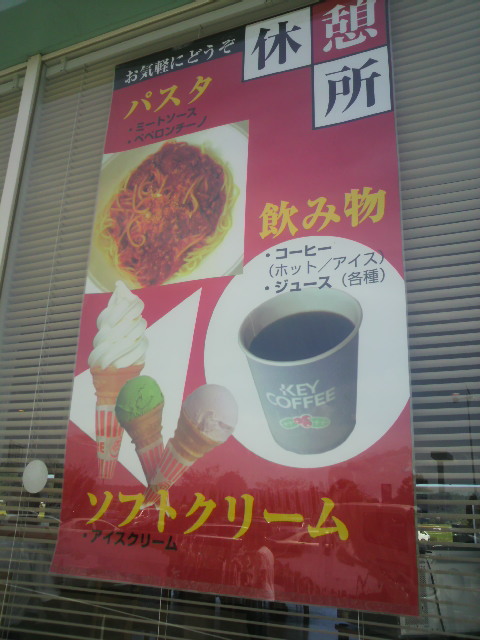 休憩所
お気軽にどうぞ
パスタ
・ミートソース
・ペペロンチーノ
飲み物
・コーヒー
(ホット／アイス)
・ジュース(各種)
KEY
COFFEE
ソフトクリーム
・アイスクリーム